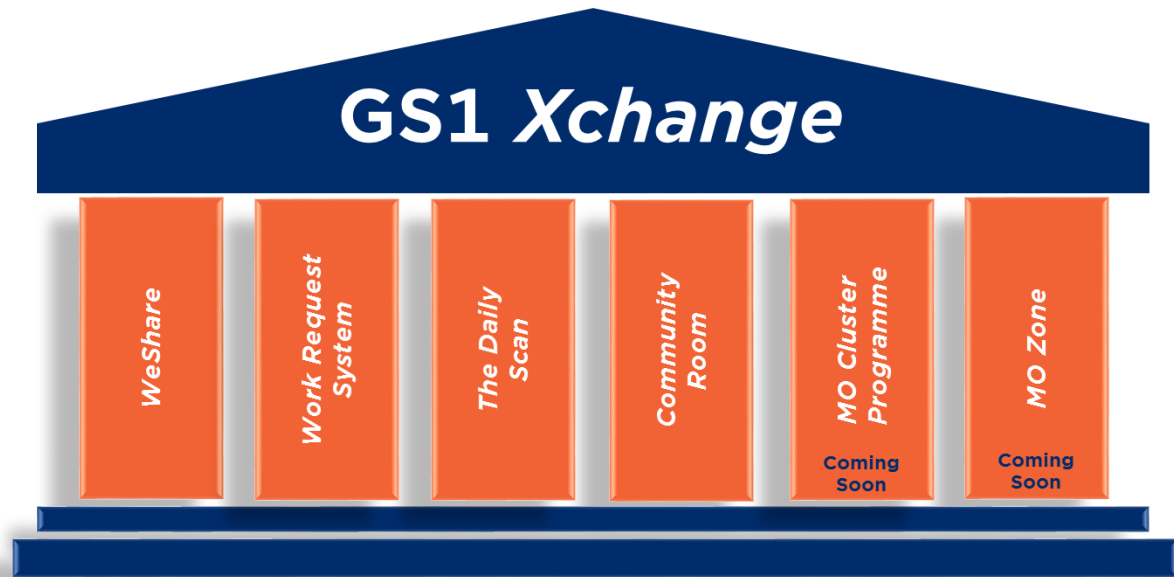 GS1 Xchange
WeShare
Work Request
System
The Daily
Scan
Community
Room
MO Cluster
Programme
Coming
Soon
MO Zone
Coming
Soon